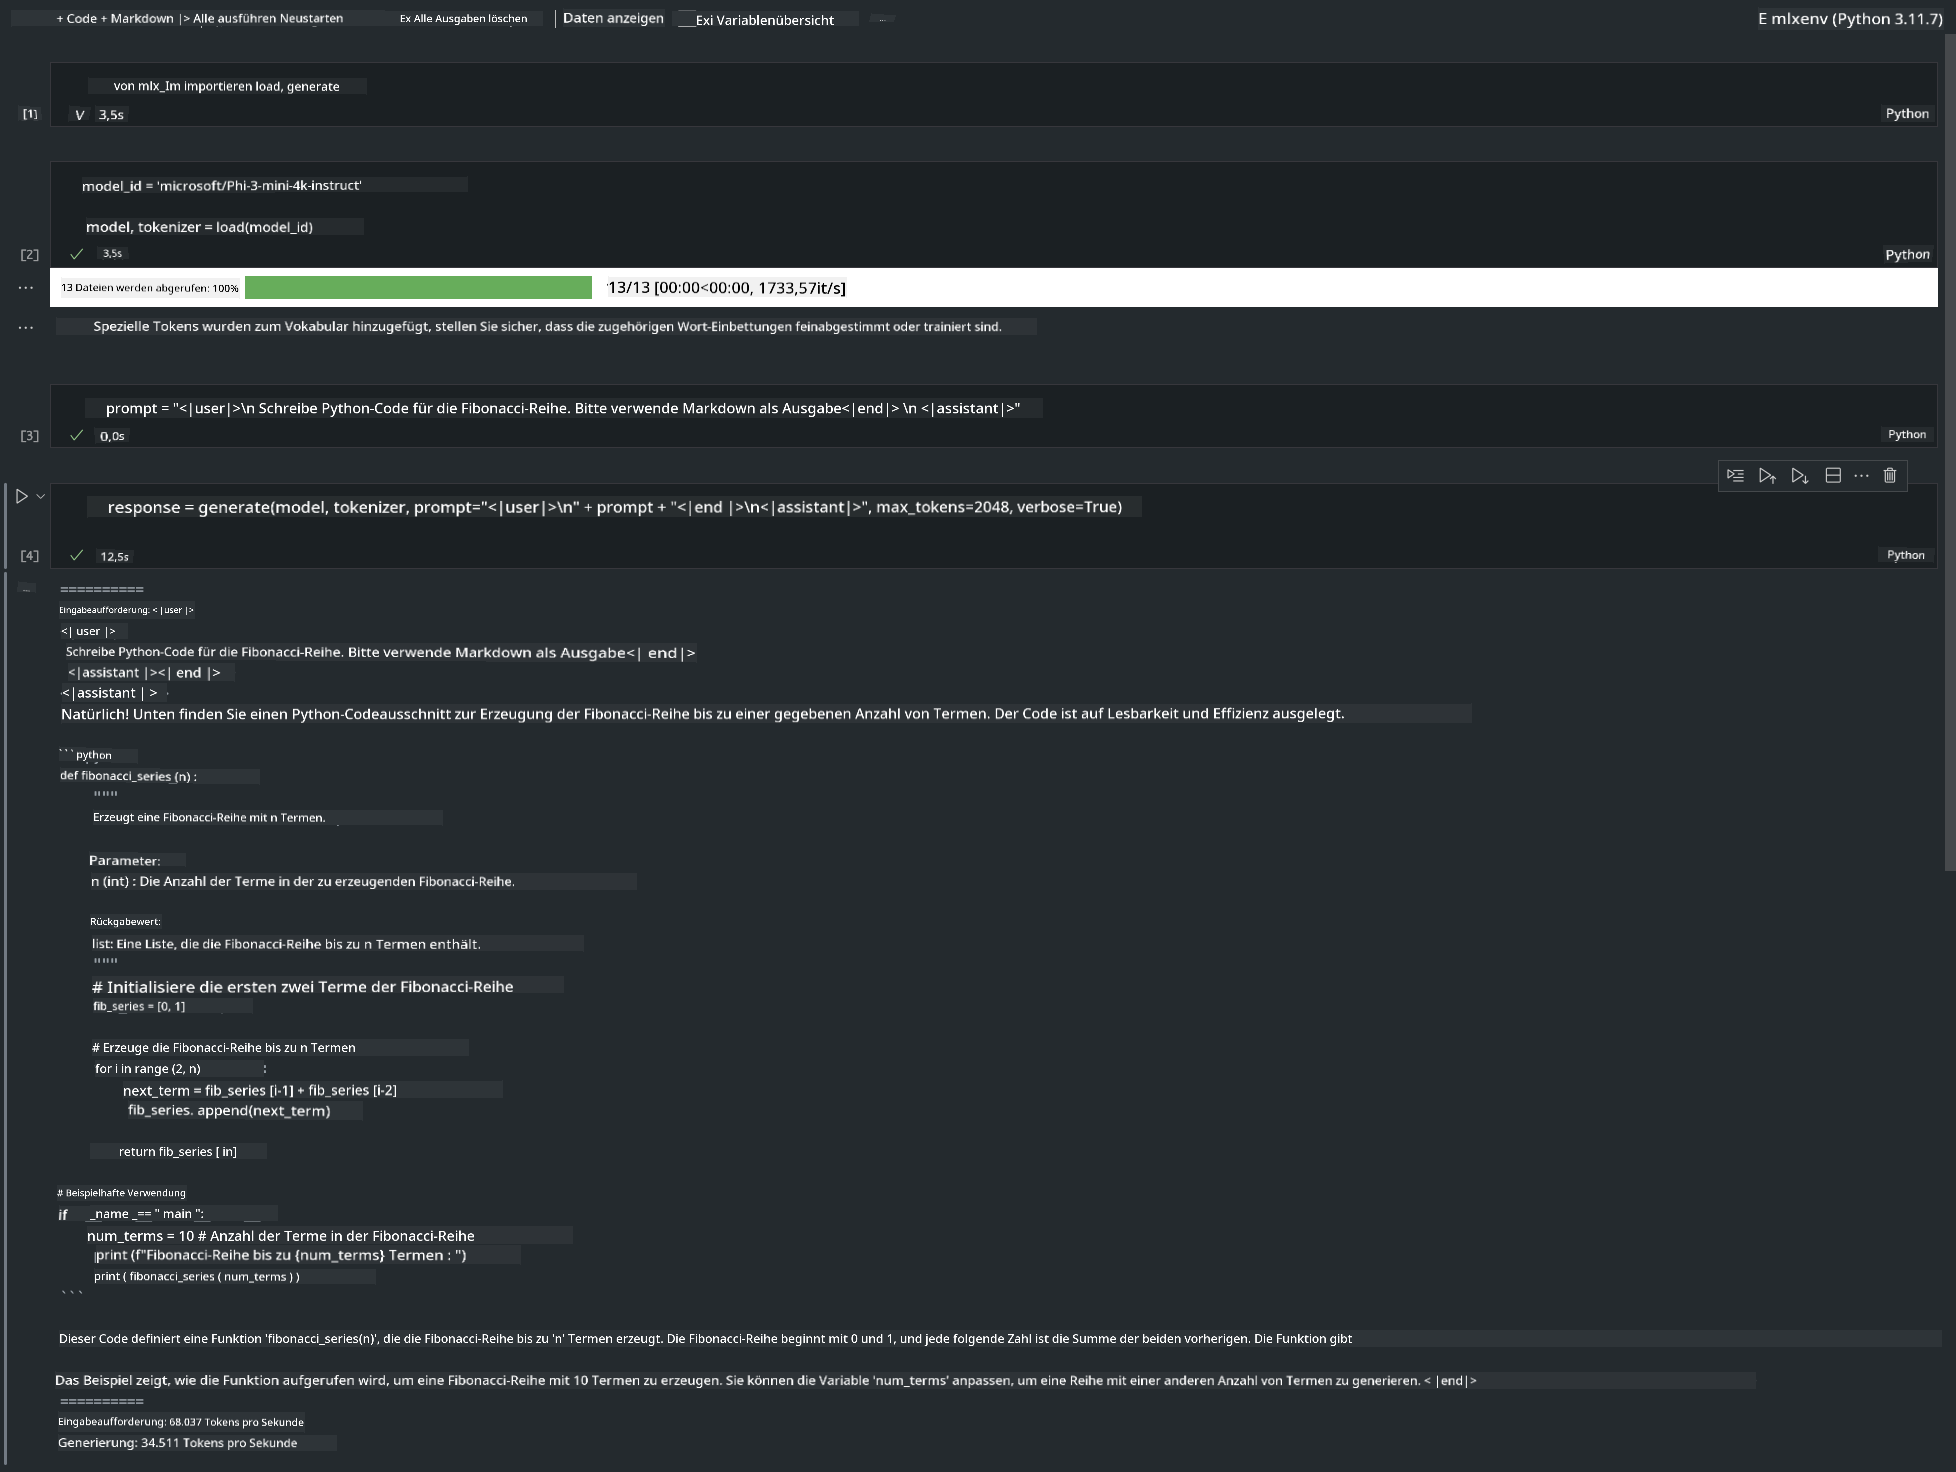 + Code + Markdown |> Alle ausführen Neustarten Ex Alle Ausgaben löschen | Daten anzeigen __Exi Variablenübersicht ... E mlxenv (Python 3.11.7)
von mlx_Im importieren load, generate
[1] V 3,5s Python
model_id = 'microsoft/Phi-3-mini-4k-instruct'
model, tokenizer = load(model_id)
[2] ✓ 3,5s Python
... 13 Dateien werden abgerufen: 100% 13/13 [00:00<00:00, 1733,57it/s]
... Spezielle Tokens wurden zum Vokabular hinzugefügt, stellen Sie sicher, dass die zugehörigen Wort-Einbettungen feinabgestimmt oder trainiert sind.
prompt = "<|user|>\n Schreibe Python-Code für die Fibonacci-Reihe. Bitte verwende Markdown als Ausgabe<|end|> \n <|assistant|>"
[3] ✓ 0,0s Python
response = generate(model, tokenizer, prompt="<|user|>\n" + prompt + "<|end |>\n<|assistant|>", max_tokens=2048, verbose=True)
[4] ✓ 12,5s Python
... ==========
Eingabeaufforderung: < |user |>
<| user |>
Schreibe Python-Code für die Fibonacci-Reihe. Bitte verwende Markdown als Ausgabe<| end|>
<|assistant |><| end |>
<|assistant | >
Natürlich! Unten finden Sie einen Python-Codeausschnitt zur Erzeugung der Fibonacci-Reihe bis zu einer gegebenen Anzahl von Termen. Der Code ist auf Lesbarkeit und Effizienz ausgelegt.
```python
def fibonacci_series (n) :
"""
Erzeugt eine Fibonacci-Reihe mit n Termen.
Parameter:
n (int) : Die Anzahl der Terme in der zu erzeugenden Fibonacci-Reihe.
Rückgabewert:
list: Eine Liste, die die Fibonacci-Reihe bis zu n Termen enthält.
"""
# Initialisiere die ersten zwei Terme der Fibonacci-Reihe
fib_series = [0, 1]
# Erzeuge die Fibonacci-Reihe bis zu n Termen
for i in range (2, n) :
next_term = fib_series [i-1] + fib_series [i-2]
fib_series. append(next_term)
return fib_series [ in]
# Beispielhafte Verwendung
if _name _== " main ":
num_terms = 10 # Anzahl der Terme in der Fibonacci-Reihe
print (f"Fibonacci-Reihe bis zu {num_terms} Termen : ")
print ( fibonacci_series ( num_terms ) )
```
Dieser Code definiert eine Funktion 'fibonacci_series(n)', die die Fibonacci-Reihe bis zu 'n' Termen erzeugt. Die Fibonacci-Reihe beginnt mit 0 und 1, und jede folgende Zahl ist die Summe der beiden vorherigen. Die Funktion gibt
Das Beispiel zeigt, wie die Funktion aufgerufen wird, um eine Fibonacci-Reihe mit 10 Termen zu erzeugen. Sie können die Variable 'num_terms' anpassen, um eine Reihe mit einer anderen Anzahl von Termen zu generieren. < |end|>
==========
Eingabeaufforderung: 68.037 Tokens pro Sekunde
Generierung: 34.511 Tokens pro Sekunde